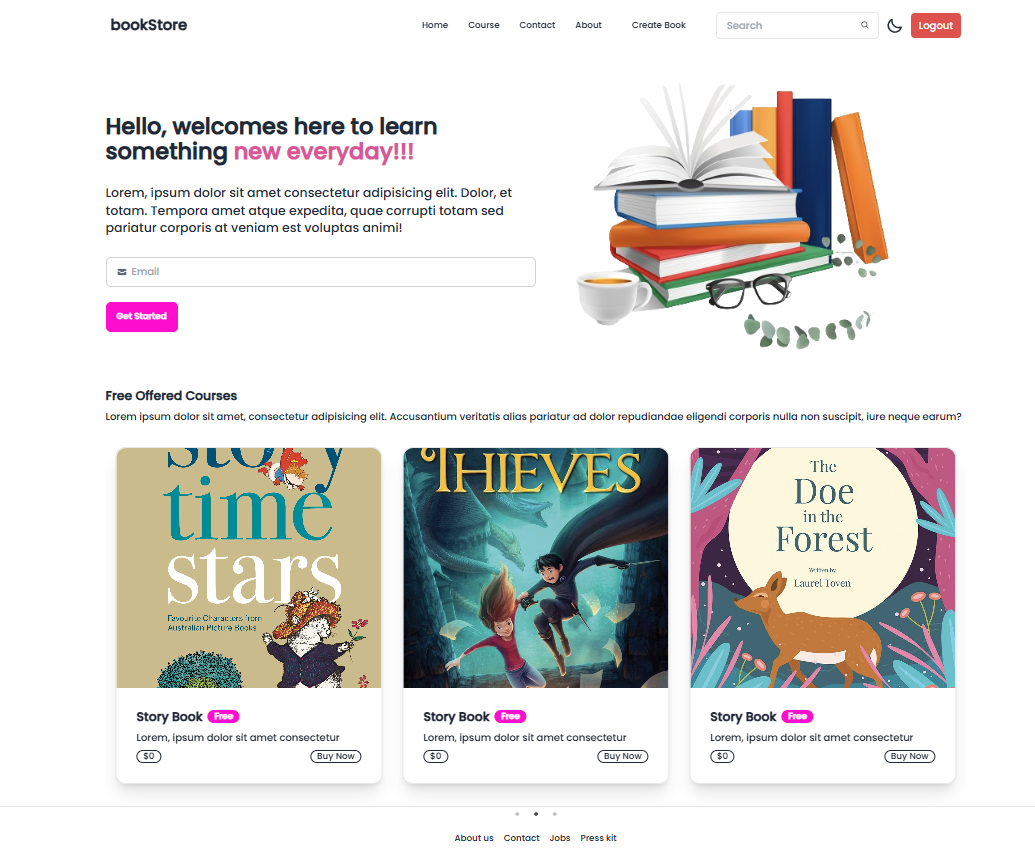 bookStore
Home Course Contact About Create Book
Search
Logout
Hello, welcomes here to learn
something new everyday!!!
Lorem, ipsum dolor sit amet consectetur adipisicing elit. Dolor, et
totam. Tempora amet atque expedita, quae corrupti totam sed
pariatur corporis at veniam est voluptas animi!
Email
Get Started
Free Offered Courses
Lorem ipsum dolor sit amet, consectetur adipisicing elit. Accusantium veritatis alias pariatur ad dolor repudiandae eligendi corporis nulla non suscipit, iure neque earum?
story
time
stars
Favourite Characters from
Australian Picture Books
THIEVES
The
Doe
in the
Forest
Written by
Laurel Toven
Story Book Free
Lorem, ipsum dolor sit amet consectetur
$0 Buy Now
Story Book Free
Lorem, ipsum dolor sit amet consectetur
$0 Buy Now
Story Book Free
Lorem, ipsum dolor sit amet consectetur
$0 Buy Now
About us Contact Jobs Press kit